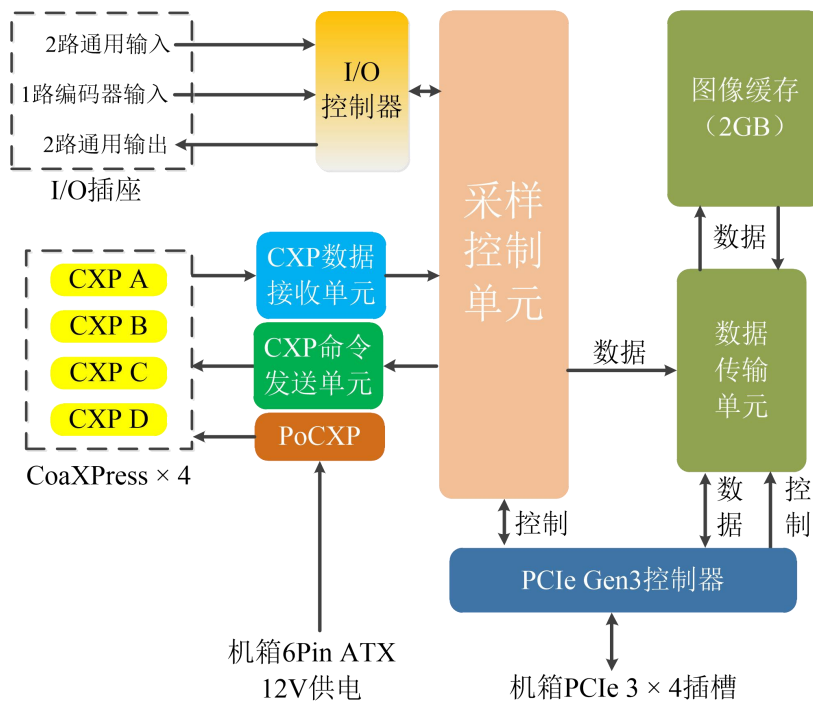 2路通用输入
1路编码器输入
2路通用输出
I/O插座
I/O
控制器
采样
控制
单元
图像缓存
（2GB）
数据
CXP A
CXP B
CXP C
CXP D
CoaXPress × 4
CXP数据
接收单元
CXP命令
发送单元
PoCXP
数据
数据
传输
单元
控制
数据
控制
PCIe Gen3控制器
机箱6Pin ATX
12V供电
机箱PCIe 3 × 4插槽